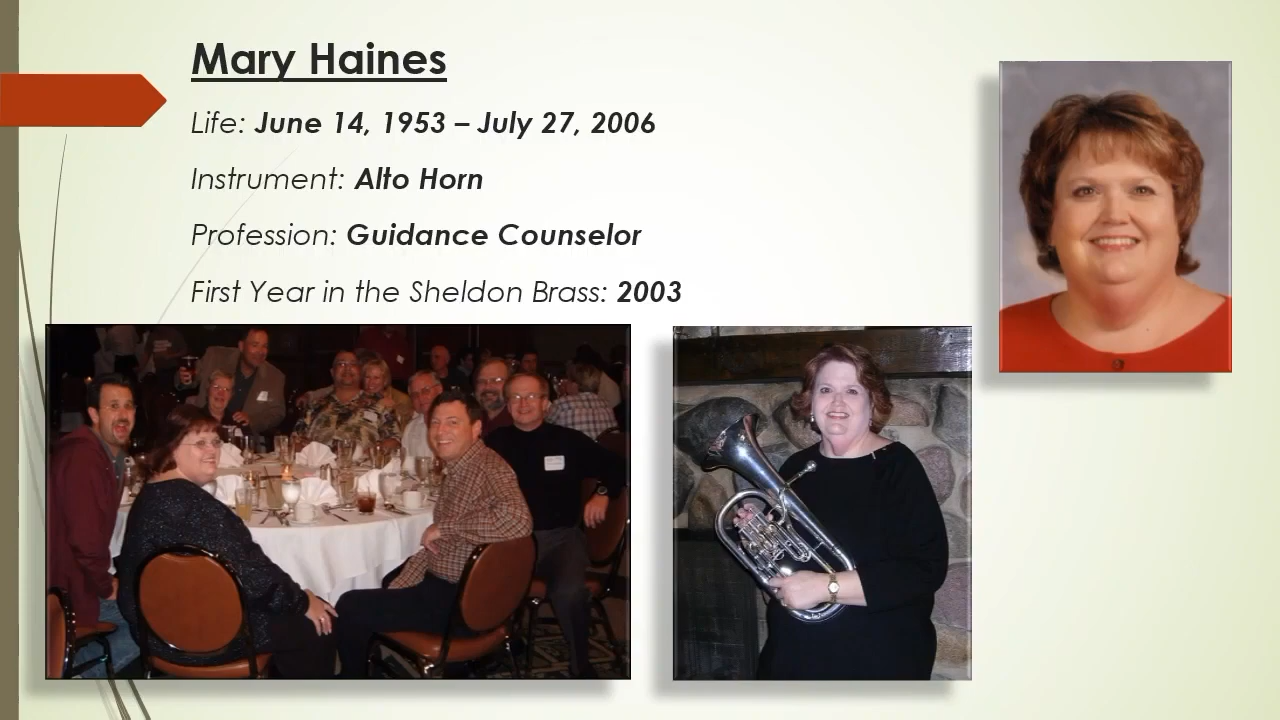 Mary Haines
Life: June 14, 1953 – July 27, 2006
Instrument: Alto Horn
Profession: Guidance Counselor
First Year in the Sheldon Brass: 2003